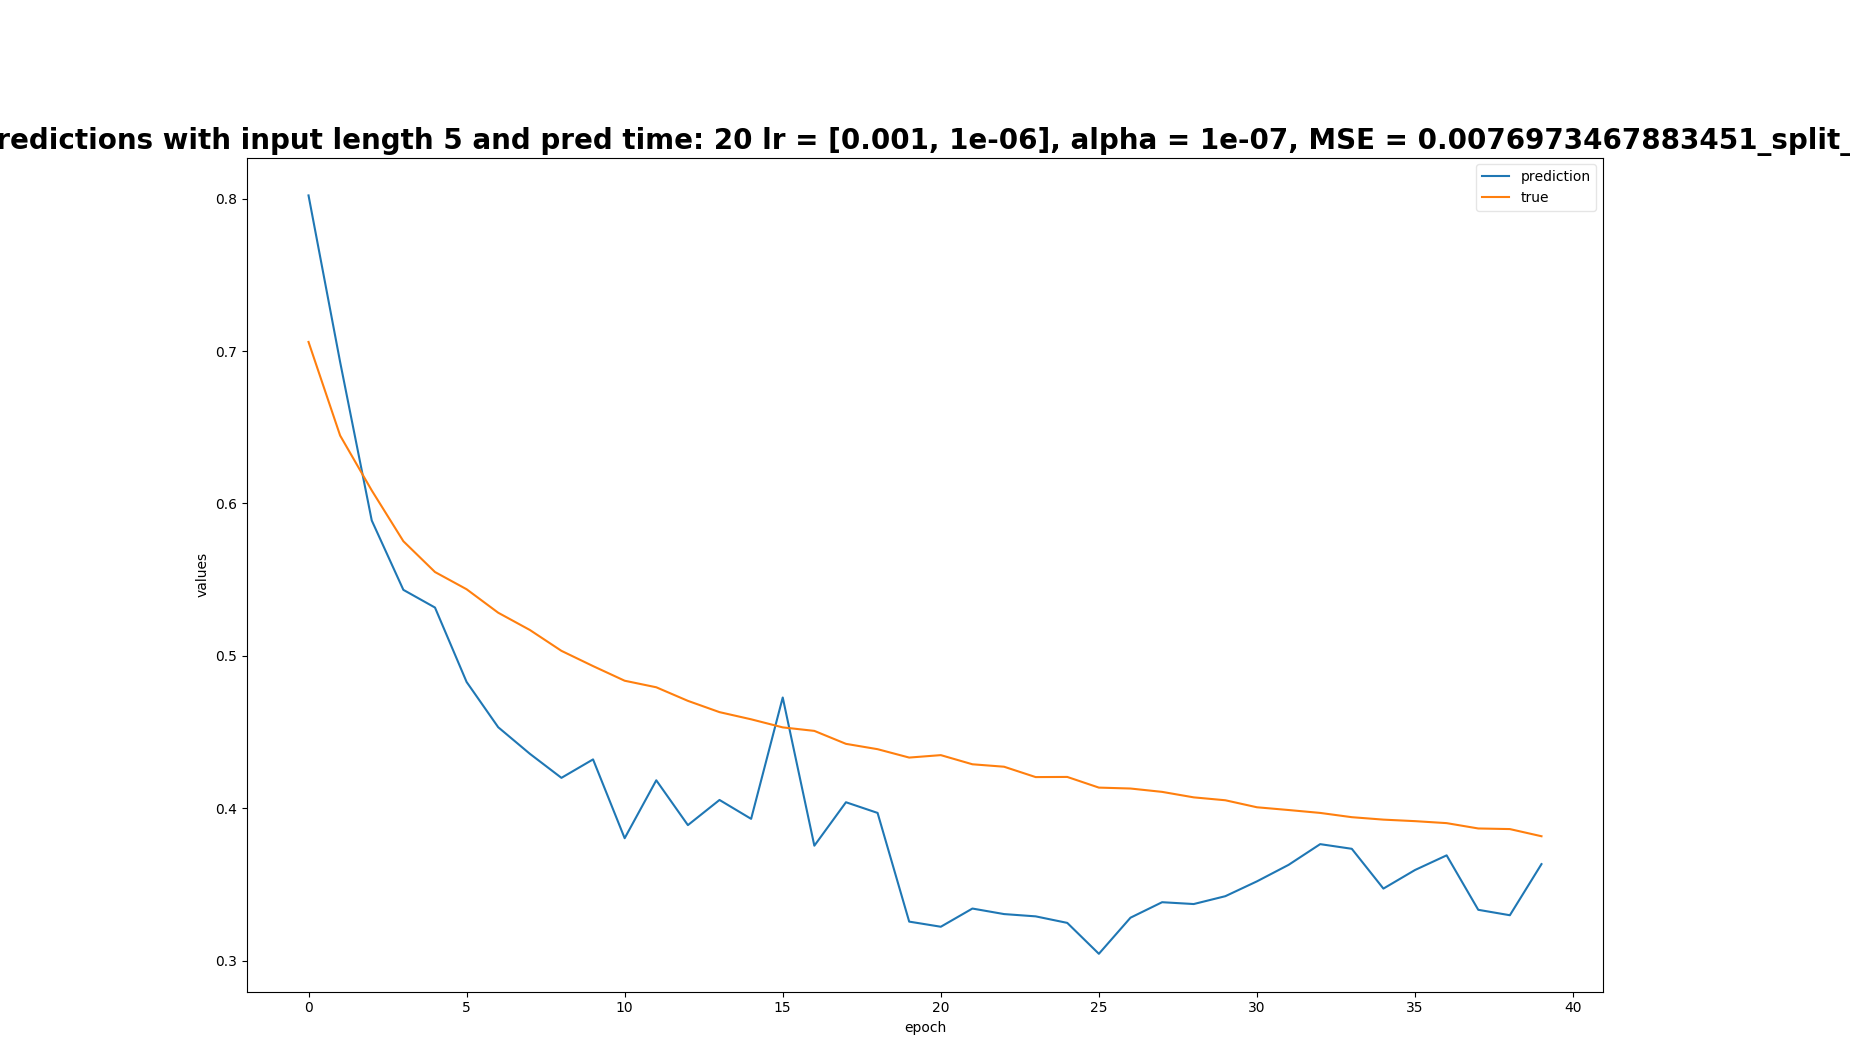 redictions with input length 5 and pred time: 20 lr = [0.001, 1e-06], alpha = 1e-07, MSE = 0.0076973467883451_split_
prediction
true
0.8
0.7
0.6
0.5
0.4
0.3
values
0 5 10 15 20 25 30 35 40
epoch